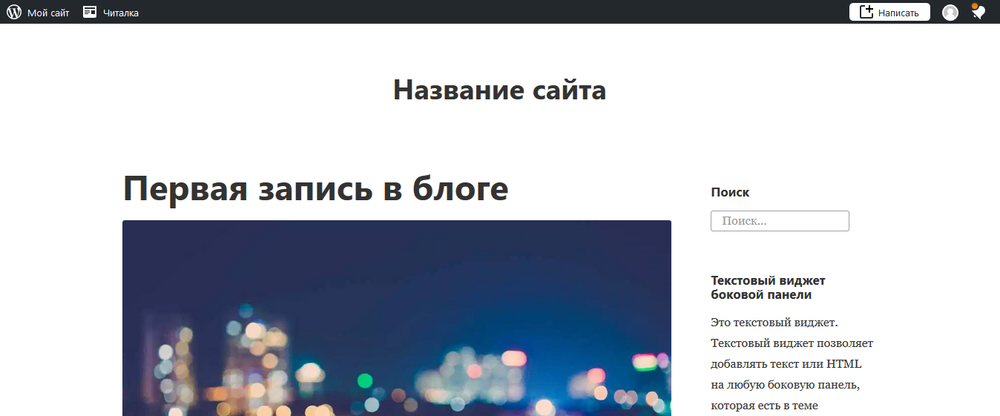 Мой сайт
Читалка
Написать
Название сайта
Первая запись в блоге
Поиск
Поиск...
Текстовый виджет
боковой панели
Это текстовый виджет.
Текстовый виджет позволяет
добавлять текст или HTML
на любую боковую панель,
которая есть в теме